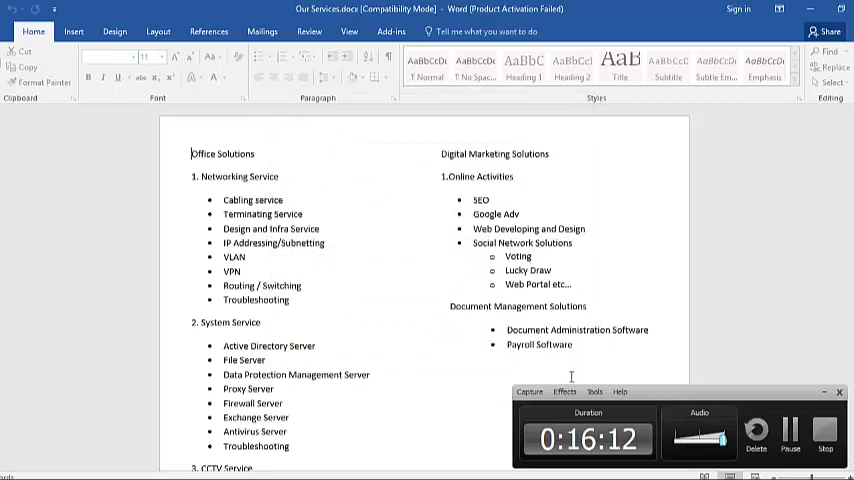 Our Services.docx [Compatibility Mode] - Word (Product Activation Failed)
Sign in
Home Insert Design Layout References Mailings Review View Add-ins Tell me what you want to do Share
Cut
Copy
Format Painter
Clipboard
11
Font
Paragraph
AaBbCcDc AaBbCcDc AaBbC AaBbCcl AaB AaBbCcD AaBbCcDi AaBbCcDi
¶ Normal ¶ No Spac... Heading 1 Heading 2 Title Subtitle Subtle Em... Emphasis
Styles
Find
Replace
Select
Editing
Office Solutions
1. Networking Service
• Cabling service
• Terminating Service
• Design and Infra Service
• IP Addressing/Subnetting
• VLAN
• VPN
• Routing / Switching
• Troubleshooting
2. System Service
• Active Directory Server
• File Server
• Data Protection Management Server
• Proxy Server
• Firewall Server
• Exchange Server
• Antivirus Server
• Troubleshooting
3. CCTV Service
Digital Marketing Solutions
1.Online Activities
• SEO
• Google Adv
• Web Developing and Design
• Social Network Solutions
o Voting
o Lucky Draw
o Web Portal etc...
Document Management Solutions
• Document Administration Software
• Payroll Software
Capture Effects Tools Help
Duration
0:16:12
Audio
Delete Pause Stop